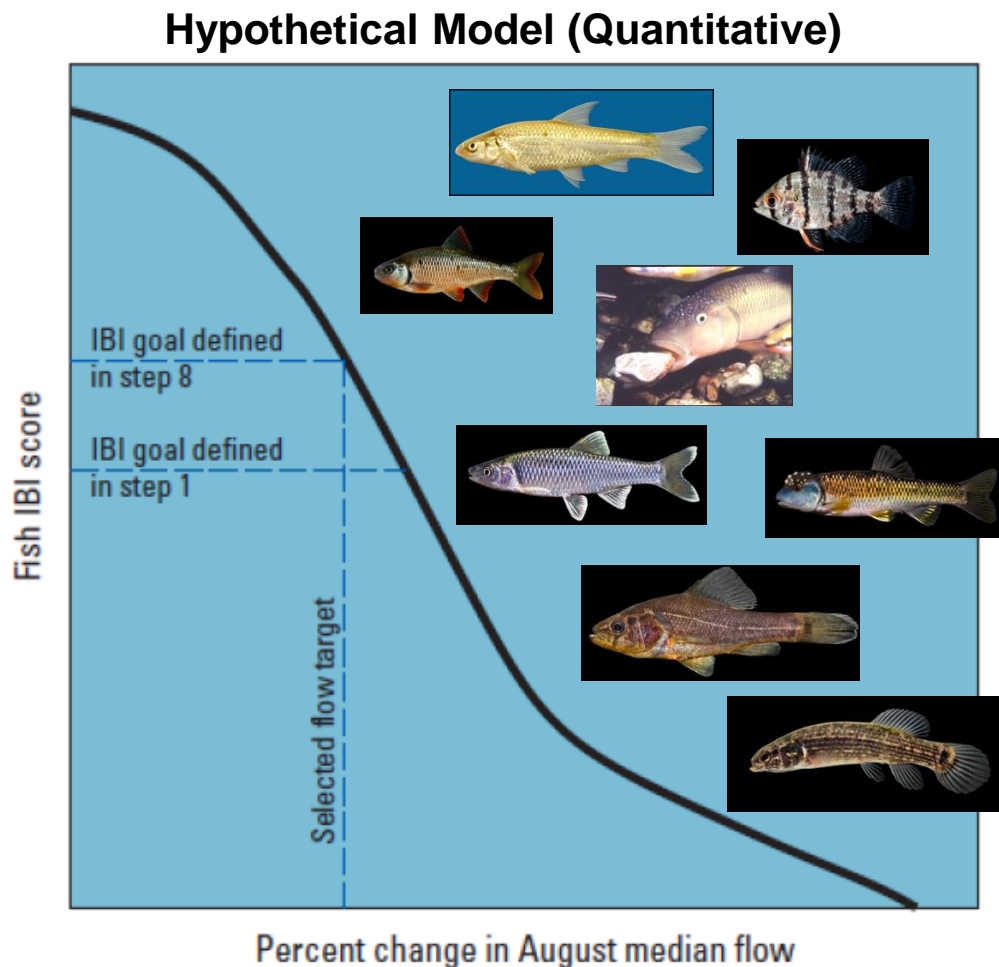 Hypothetical Model (Quantitative)
IBI goal defined
in step 8
IBI goal defined
in step 1
Fish IBI score
Selected flow target
Percent change in August median flow